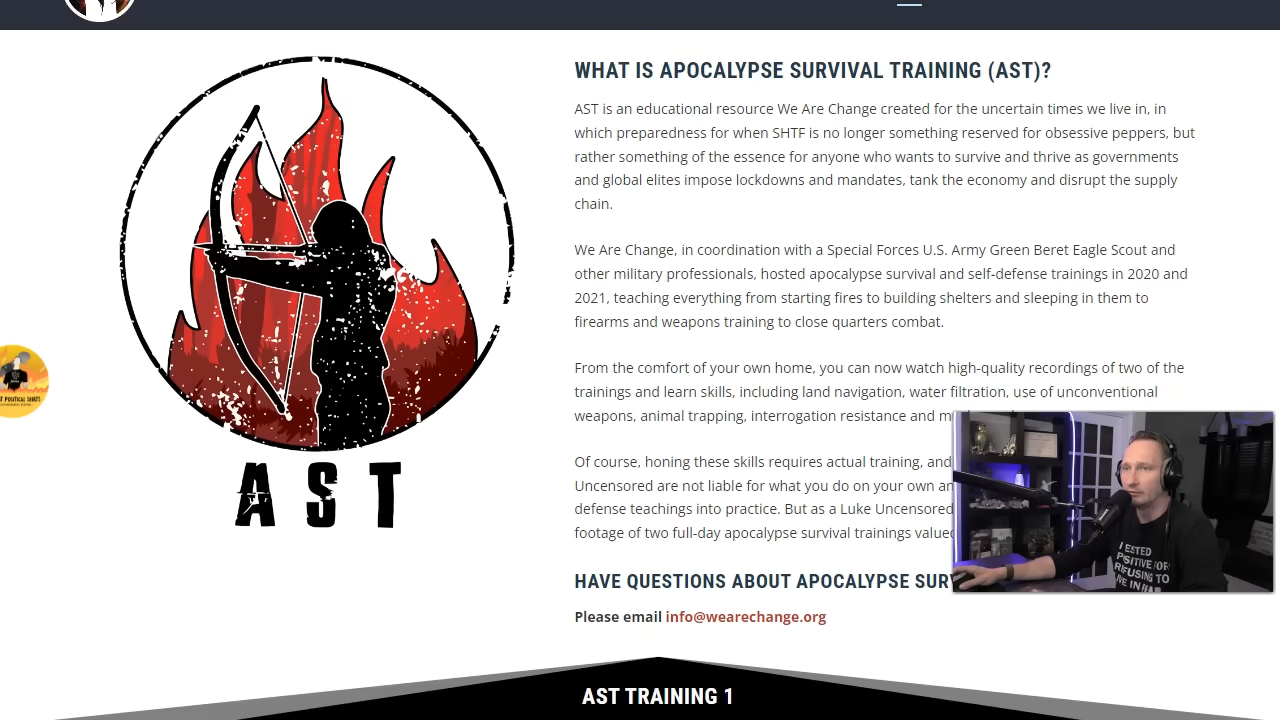 WHAT IS APOCALYPSE SURVIVAL TRAINING (AST)?
AST is an educational resource We Are Change created for the uncertain times we live in, in
which preparedness for when SHTF is no longer something reserved for obsessive peppers, but
rather something of the essence for anyone who wants to survive and thrive as governments
and global elites impose lockdowns and mandates, tank the economy and disrupt the supply
chain.
We Are Change, in coordination with a Special Forces U.S. Army Green Beret Eagle Scout and
other military professionals, hosted apocalypse survival and self-defense trainings in 2020 and
2021, teaching everything from starting fires to building shelters and sleeping in them to
firearms and weapons training to close quarters combat.
From the comfort of your own home, you can now watch high-quality recordings of two of the
trainings and learn skills, including land navigation, water filtration, use of unconventional
weapons, animal trapping, interrogation resistance and m
Of course, honing these skills requires actual training, and
Uncensored are not liable for what you do on your own an
defense teachings into practice. But as a Luke Uncensored
footage of two full-day apocalypse survival trainings valued
HAVE QUESTIONS ABOUT APOCALYPSE SURV
Please email info@wearechange.org
AST
POLITICAL SHIRTS
POSITIVE FOR
REFUSING TO
AST TRAINING 1